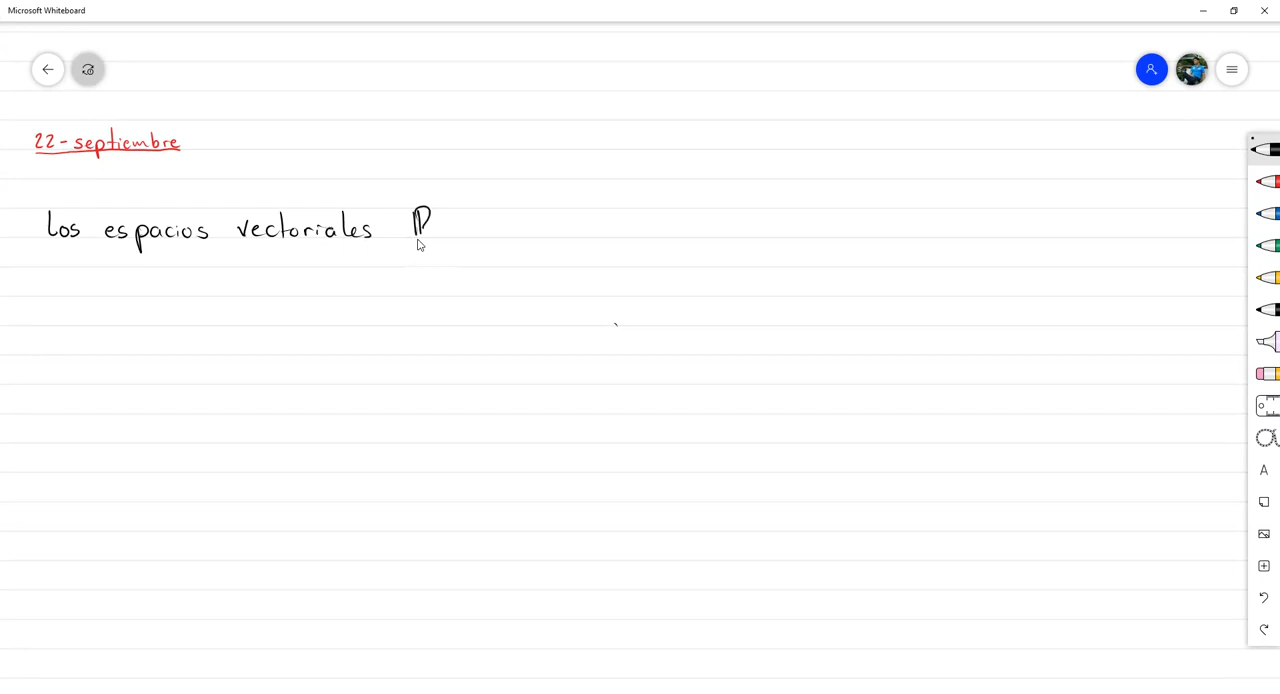 Microsoft Whiteboard
22-septiembre
Los espacios vectoriales ℙ
A